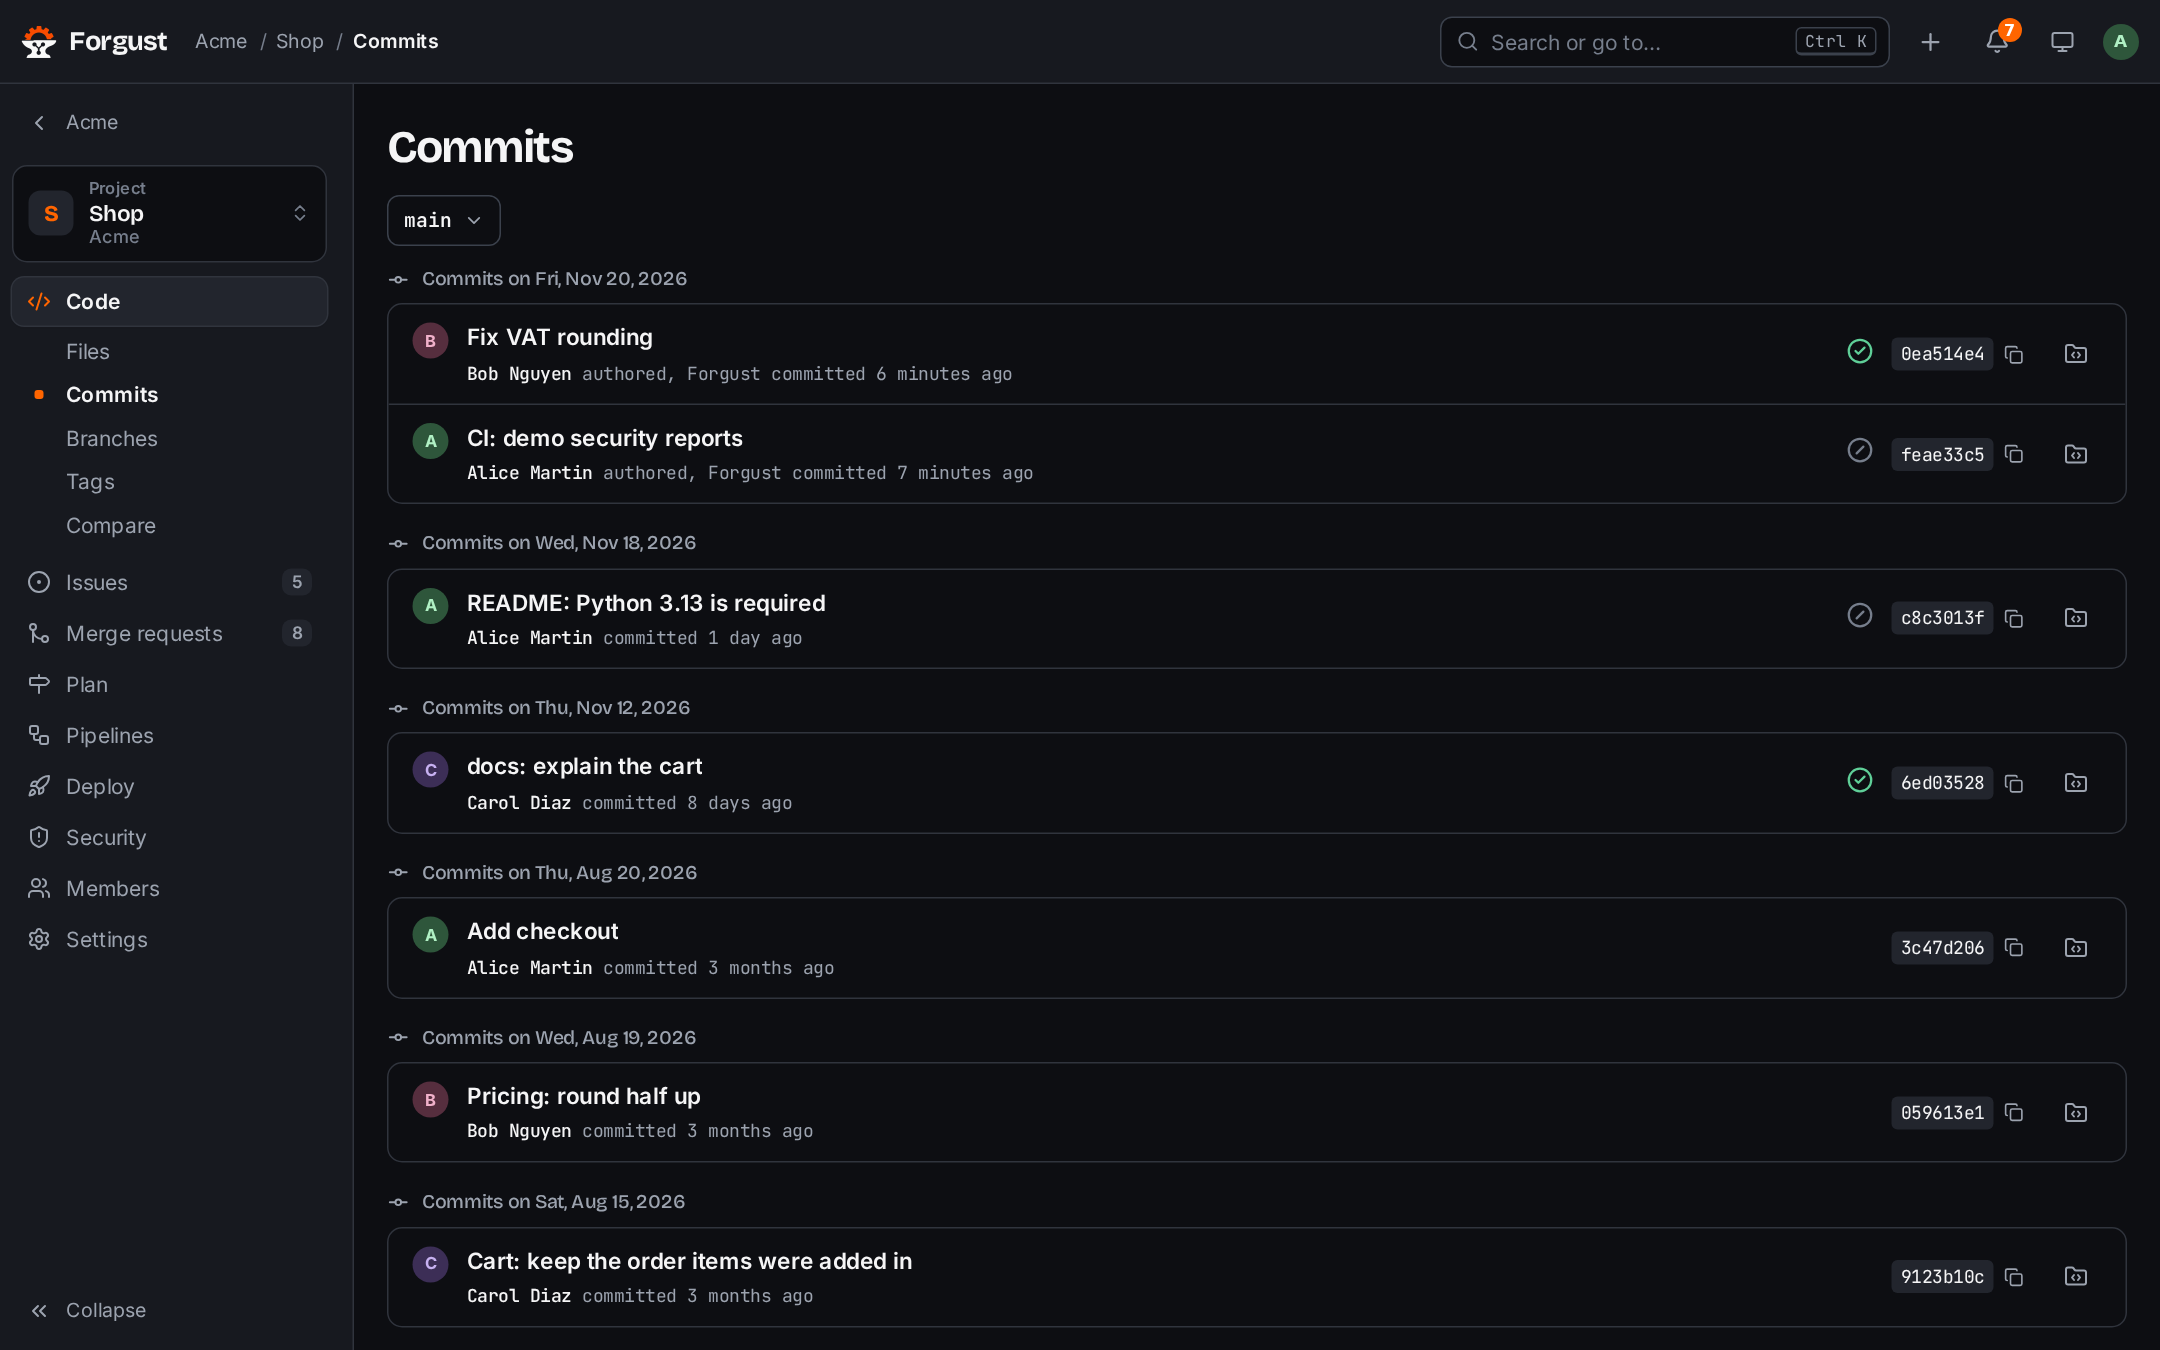 Forgust
Acme / Shop / Commits
Search or go to...
Ctrl K
7
A
Acme
Project
S
Shop
Acme
Code
Files
Commits
Branches
Tags
Compare
Issues 5
Merge requests 8
Plan
Pipelines
Deploy
Security
Members
Settings
Collapse
Commits
main
Commits on Fri, Nov 20, 2026
B
Fix VAT rounding
Bob Nguyen authored, Forgust committed 6 minutes ago
0ea514e4
A
CI: demo security reports
Alice Martin authored, Forgust committed 7 minutes ago
feae33c5
Commits on Wed, Nov 18, 2026
A
README: Python 3.13 is required
Alice Martin committed 1 day ago
c8c3013f
Commits on Thu, Nov 12, 2026
C
docs: explain the cart
Carol Diaz committed 8 days ago
6ed03528
Commits on Thu, Aug 20, 2026
A
Add checkout
Alice Martin committed 3 months ago
3c47d206
Commits on Wed, Aug 19, 2026
B
Pricing: round half up
Bob Nguyen committed 3 months ago
059613e1
Commits on Sat, Aug 15, 2026
C
Cart: keep the order items were added in
Carol Diaz committed 3 months ago
9123b10c